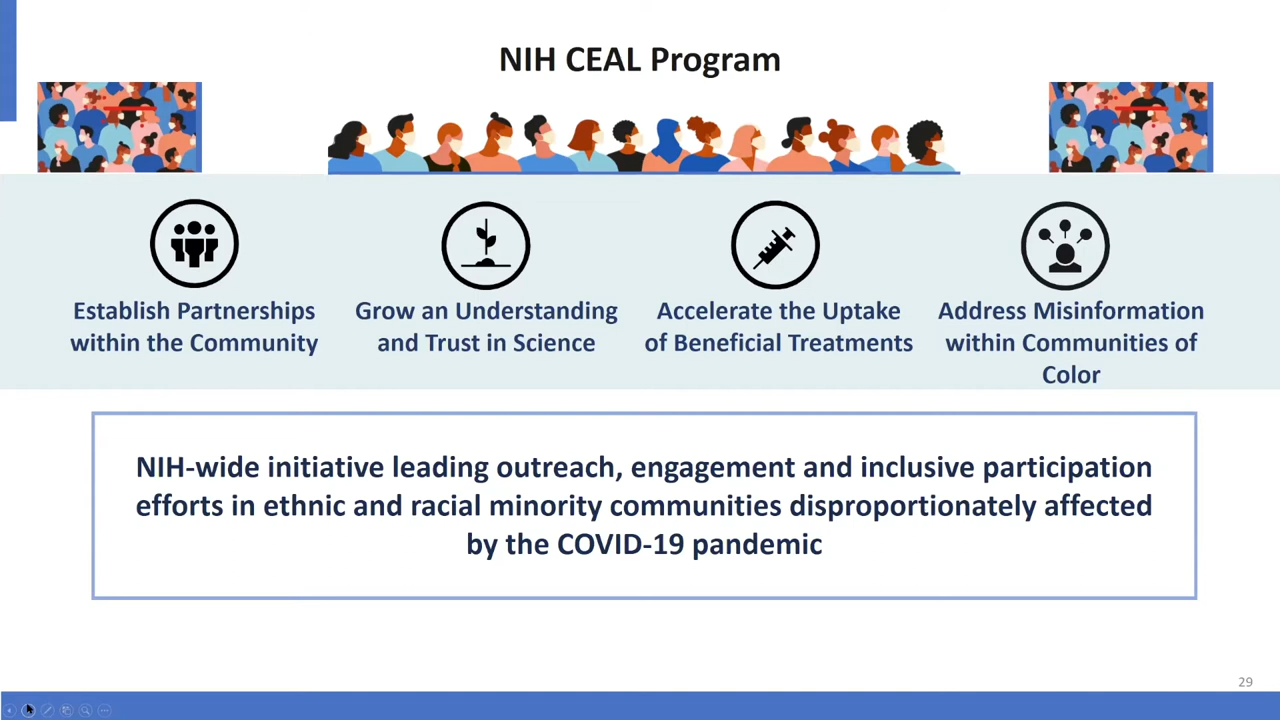 NIH CEAL Program
Establish Partnerships
within the Community
Grow an Understanding
and Trust in Science
Accelerate the Uptake
of Beneficial Treatments
Address Misinformation
within Communities of
Color
NIH-wide initiative leading outreach, engagement and inclusive participation
efforts in ethnic and racial minority communities disproportionately affected
by the COVID-19 pandemic
29